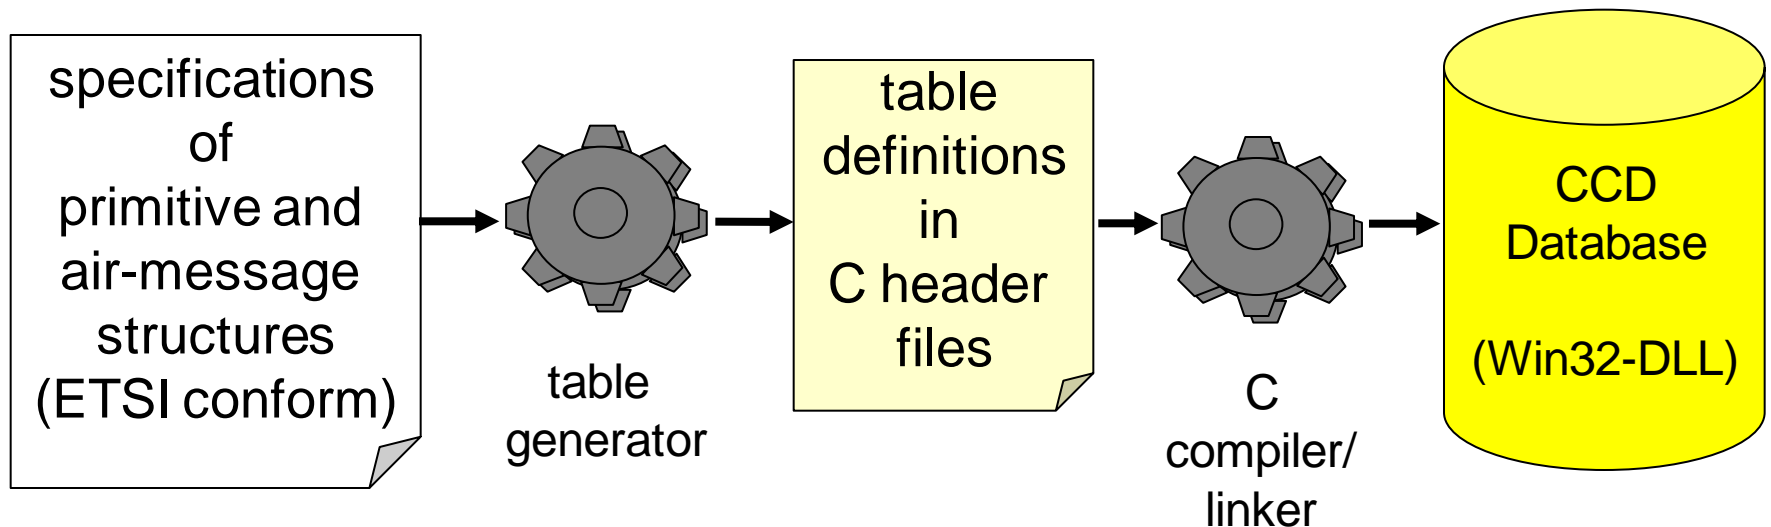 specifications
of
primitive and
air-message
structures
(ETSI conform)
table
generator
table
definitions
in
C header
files
C
compiler/
linker
CCD
Database
(Win32-DLL)